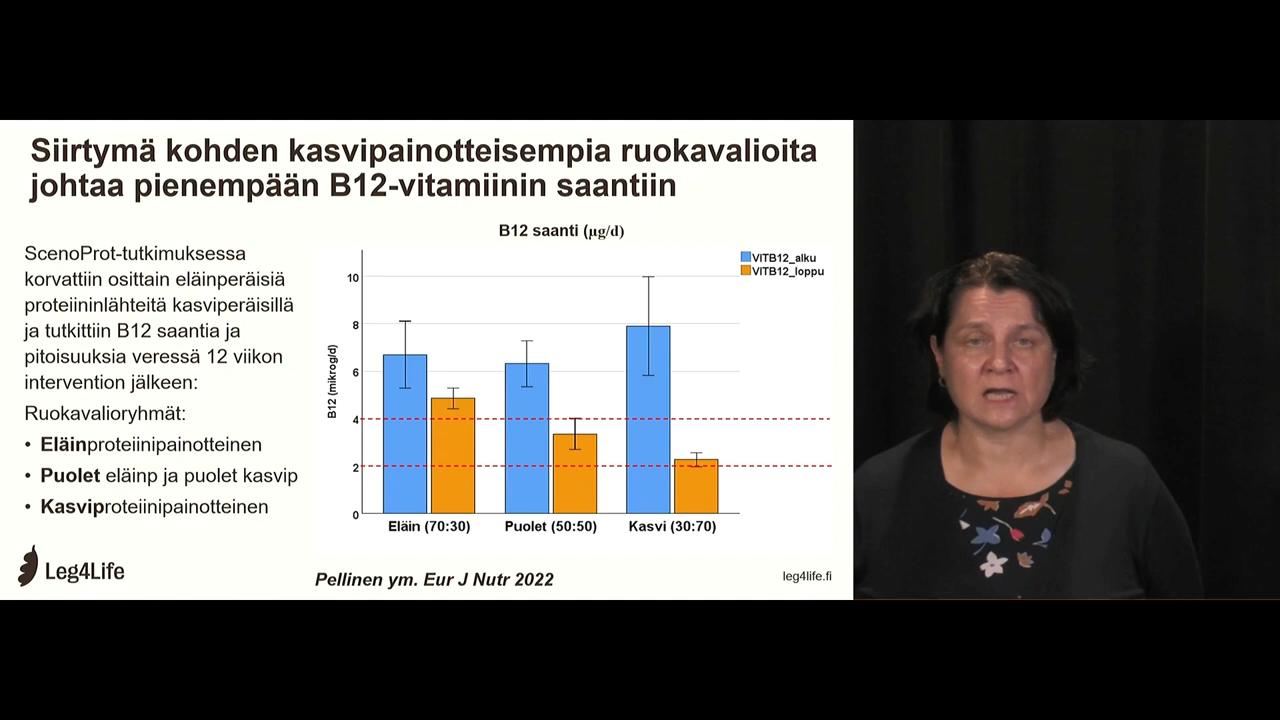 Siirtymä kohden kasvipainotteisempia ruokavalioita
johtaa pienempään B12-vitamiinin saantiin
ScenoProt-tutkimuksessa
korvattiin osittain eläinperäisiä
proteiininlähteitä kasviperäisillä
ja tutkittiin B12 saantia ja
pitoisuuksia veressä 12 viikon
intervention jälkeen:
Ruokavalioryhmät:
• Eläinproteiinipainotteinen
• Puolet eläinp ja puolet kasvip
• Kasviproteiinipainotteinen
B12 saanti (µg/d)
VITB12_alku
VITB12_loppu
B12 (mikrog/d)
10
8
6
4
2
0
Eläin (70:30) Puolet (50:50) Kasvi (30:70)
Leg4Life
Pellinen ym. Eur J Nutr 2022
leg4life.fi